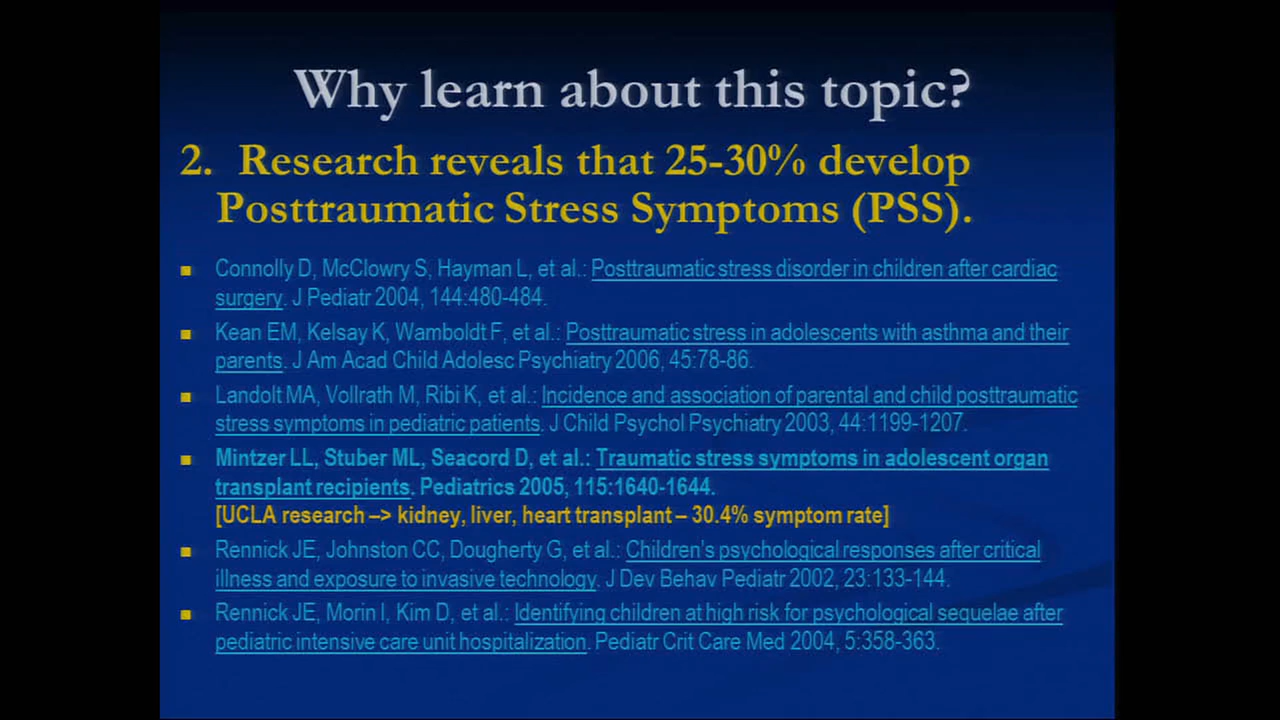 Why learn about this topic?
2. Research reveals that 25-30% develop
Posttraumatic Stress Symptoms (PSS).
Connolly D, McClowry S, Hayman L, et al.: Posttraumatic stress disorder in children after cardiac
surgery. J Pediatr 2004, 144:480-484.
Kean EM, Kelsay K, Wamboldt F, et al.: Posttraumatic stress in adolescents with asthma and their
parents. J Am Acad Child Adolesc Psychiatry 2006, 45:78-86.
Landolt MA, Vollrath M, Ribi K, et al.: Incidence and association of parental and child posttraumatic
stress symptoms in pediatric patients. J Child Psychol Psychiatry 2003, 44:1199-1207.
Mintzer LL, Stuber ML, Seacord D, et al.: Traumatic stress symptoms in adolescent organ
transplant recipients. Pediatrics 2005, 115:1640-1644.
[UCLA research –> kidney, liver, heart transplant – 30.4% symptom rate]
Rennick JE, Johnston CC, Dougherty G, et al.: Children's psychological responses after critical
illness and exposure to invasive technology. J Dev Behav Pediatr 2002, 23:133-144.
Rennick JE, Morin I, Kim D, et al.: Identifying children at high risk for psychological sequelae after
pediatric intensive care unit hospitalization. Pediatr Crit Care Med 2004, 5:358-363.